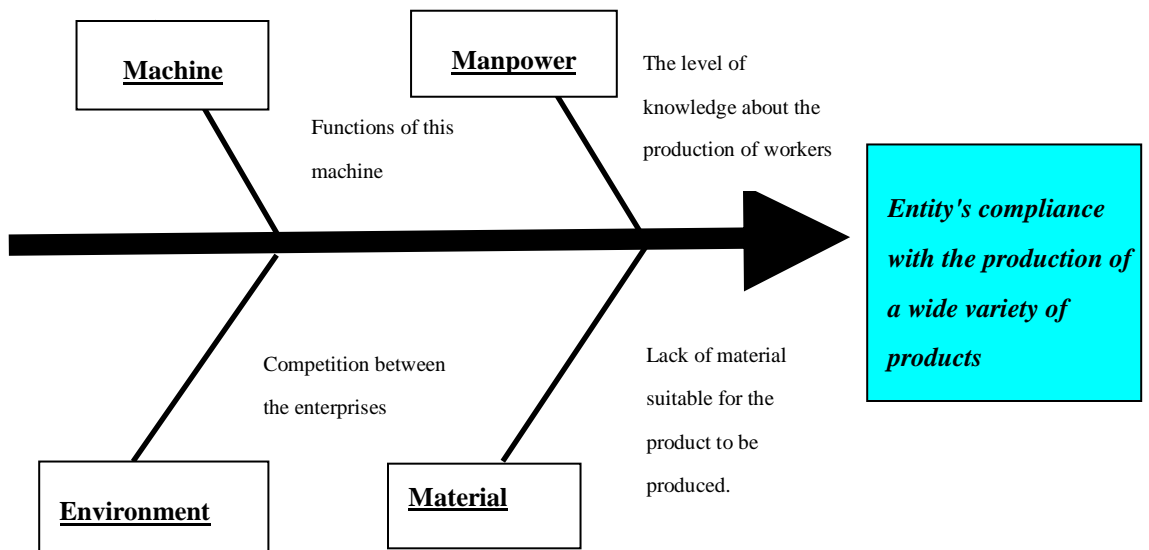 Machine
Functions of this
machine
Manpower
The level of
knowledge about the
production of workers
Entity's compliance
with the production of
a wide variety of
products
Environment
Competition between
the enterprises
Material
Lack of material
suitable for the
product to be
produced.